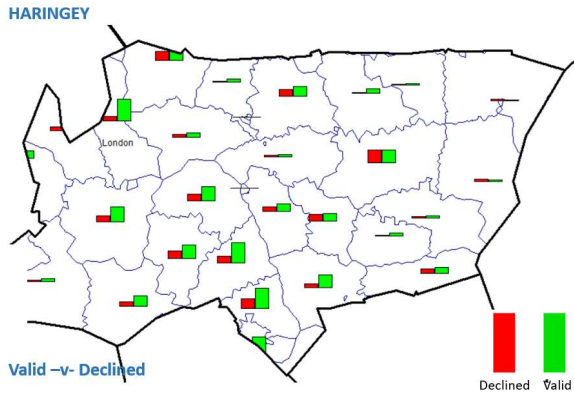 HARINGEY
London
Valid –v- Declined
Declined Valid